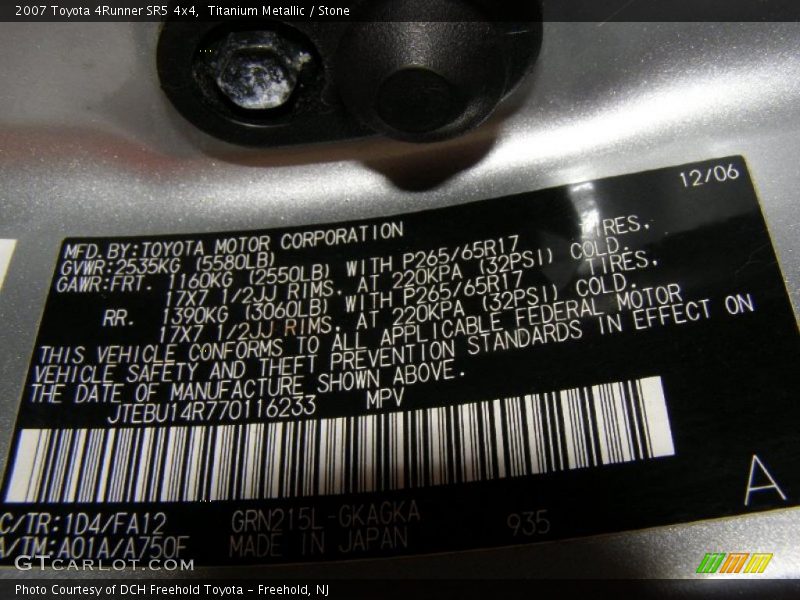 2007 Toyota 4Runner SR5 4x4,  Titanium Metallic / Stone
12/06
MFD.BY:TOYOTA MOTOR CORPORATION
GVWR:2535KG (5580LB)
GAWR:FRT. 1160KG (2550LB) WITH P265/65R17 TIRES,
17X7 1/2JJ RIMS, AT 220KPA (32PSI) COLD.
RR. 1390KG (3060LB) WITH P265/65R17 TIRES,
17X7 1/2JJ RIMS, AT 220KPA (32PSI) COLD.
THIS VEHICLE CONFORMS TO ALL APPLICABLE FEDERAL MOTOR
VEHICLE SAFETY AND THEFT PREVENTION STANDARDS IN EFFECT ON
THE DATE OF MANUFACTURE SHOWN ABOVE.
JTEBU14R770116233 MPV
A
C/TR:1D4/FA12 GRN215L-GKAGKA 935
A/TM:A01A/A750F MADE IN JAPAN
GTCARLOT.COM
Photo Courtesy of DCH Freehold Toyota - Freehold, NJ